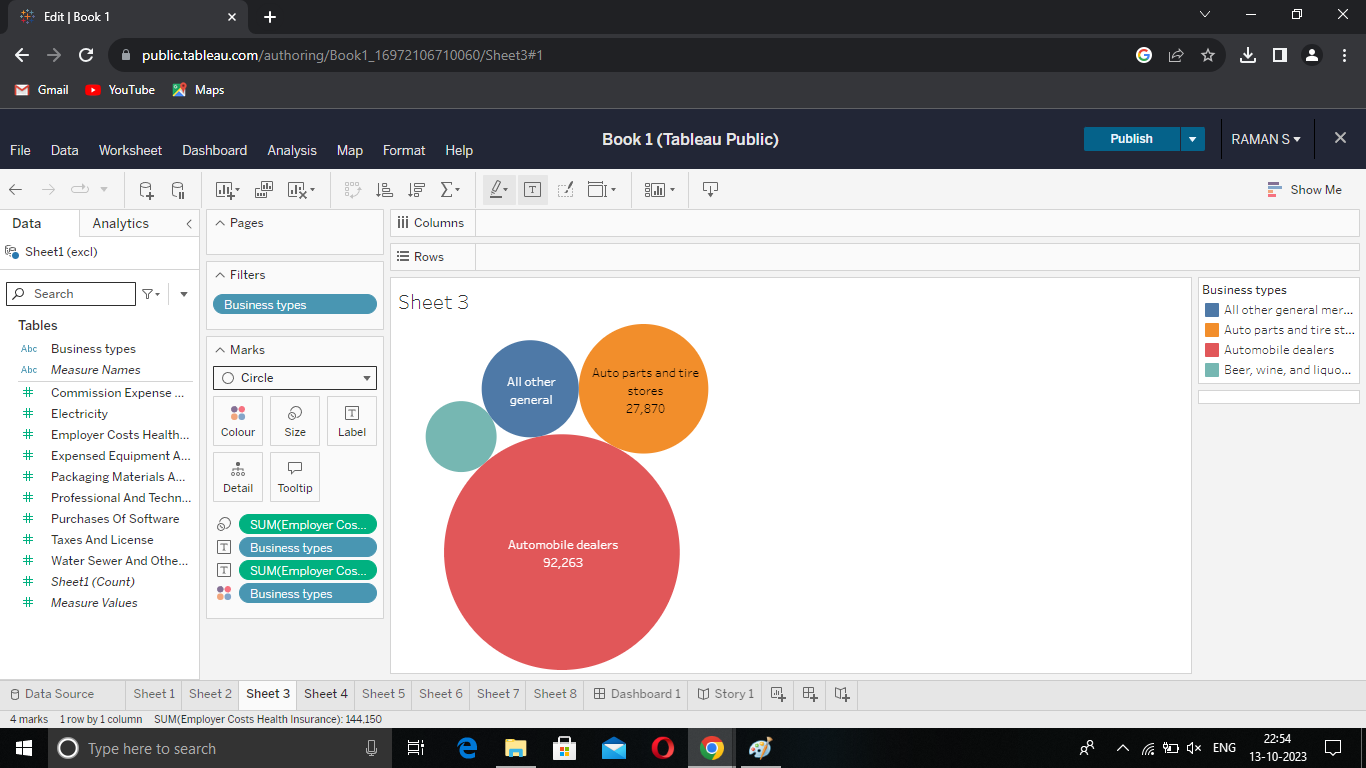 Edit | Book 1
public.tableau.com/authoring/Book1_16972106710060/Sheet3#1
Gmail YouTube Maps
Book 1 (Tableau Public)
Publish
RAMAN S
File Data Worksheet Dashboard Analysis Map Format Help
Show Me
Data Analytics
Sheet1 (excl)
Search
Tables
Abc Business types
Abc Measure Names
Commission Expense ...
Electricity
Employer Costs Health...
Expensed Equipment A...
Packaging Materials A...
Professional And Techn...
Purchases Of Software
Taxes And License
Water Sewer And Othe...
Sheet1 (Count)
Measure Values
Pages
Filters
Business types
Marks
Circle
Colour Size Label
Detail Tooltip
SUM(Employer Cos...
Business types
SUM(Employer Cos...
Business types
Columns
Rows
Sheet 3
All other
general
Auto parts and tire
stores
27,870
Automobile dealers
92,263
Business types
All other general mer...
Auto parts and tire st...
Automobile dealers
Beer, wine, and liquo...
Data Source Sheet 1 Sheet 2 Sheet 3 Sheet 4 Sheet 5 Sheet 6 Sheet 7 Sheet 8 Dashboard 1 Story 1
4 marks 1 row by 1 column SUM(Employer Costs Health Insurance): 144,150
Type here to search
ENG
22:54
13-10-2023